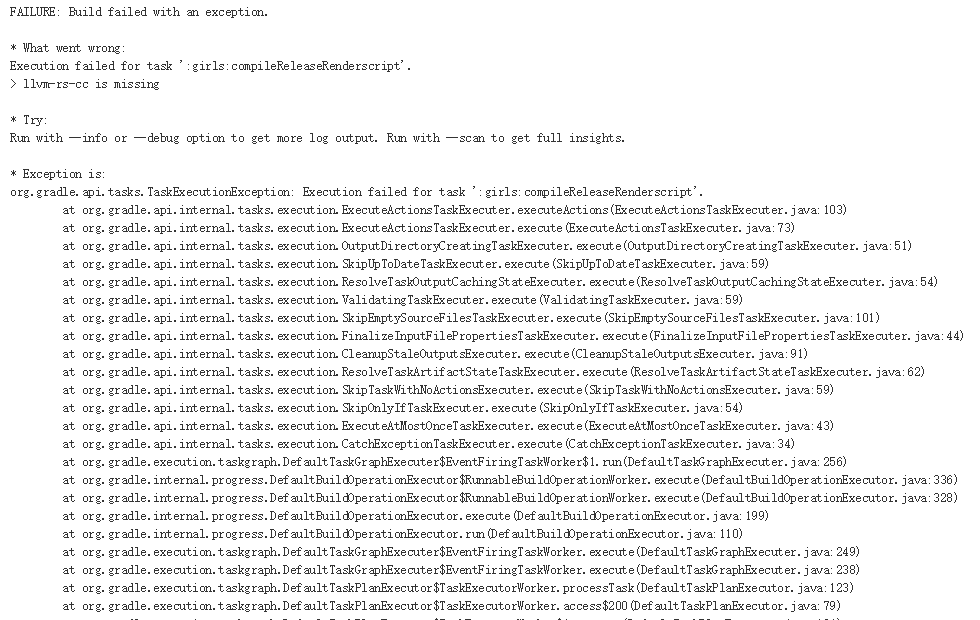 FAILURE: Build failed with an exception.
* What went wrong:
Execution failed for task ':girls:compileReleaseRenderscript'.
> llvm-rs-cc is missing
* Try:
Run with --info or --debug option to get more log output. Run with --scan to get full insights.
* Exception is:
org.gradle.api.tasks.TaskExecutionException: Execution failed for task ':girls:compileReleaseRenderscript'.
at org.gradle.api.internal.tasks.execution.ExecuteActionsTaskExecuter.executeActions(ExecuteActionsTaskExecuter.java:103)
at org.gradle.api.internal.tasks.execution.ExecuteActionsTaskExecuter.execute(ExecuteActionsTaskExecuter.java:73)
at org.gradle.api.internal.tasks.execution.OutputDirectoryCreatingTaskExecuter.execute(OutputDirectoryCreatingTaskExecuter.java:51)
at org.gradle.api.internal.tasks.execution.SkipUpToDateTaskExecuter.execute(SkipUpToDateTaskExecuter.java:59)
at org.gradle.api.internal.tasks.execution.ResolveTaskOutputCachingStateExecuter.execute(ResolveTaskOutputCachingStateExecuter.java:54)
at org.gradle.api.internal.tasks.execution.ValidatingTaskExecuter.execute(ValidatingTaskExecuter.java:59)
at org.gradle.api.internal.tasks.execution.SkipEmptySourceFilesTaskExecuter.execute(SkipEmptySourceFilesTaskExecuter.java:101)
at org.gradle.api.internal.tasks.execution.FinalizeInputFilePropertiesTaskExecuter.execute(FinalizeInputFilePropertiesTaskExecuter.java:44)
at org.gradle.api.internal.tasks.execution.CleanupStaleOutputsExecuter.execute(CleanupStaleOutputsExecuter.java:91)
at org.gradle.api.internal.tasks.execution.ResolveTaskArtifactStateTaskExecuter.execute(ResolveTaskArtifactStateTaskExecuter.java:62)
at org.gradle.api.internal.tasks.execution.SkipTaskWithNoActionsExecuter.execute(SkipTaskWithNoActionsExecuter.java:59)
at org.gradle.api.internal.tasks.execution.SkipOnlyIfTaskExecuter.execute(SkipOnlyIfTaskExecuter.java:54)
at org.gradle.api.internal.tasks.execution.ExecuteAtMostOnceTaskExecuter.execute(ExecuteAtMostOnceTaskExecuter.java:43)
at org.gradle.api.internal.tasks.execution.CatchExceptionTaskExecuter.execute(CatchExceptionTaskExecuter.java:34)
at org.gradle.execution.taskgraph.DefaultTaskGraphExecuter$EventFiringTaskWorker$1.run(DefaultTaskGraphExecuter.java:256)
at org.gradle.internal.progress.DefaultBuildOperationExecutor$RunnableBuildOperationWorker.execute(DefaultBuildOperationExecutor.java:336)
at org.gradle.internal.progress.DefaultBuildOperationExecutor$RunnableBuildOperationWorker.execute(DefaultBuildOperationExecutor.java:328)
at org.gradle.internal.progress.DefaultBuildOperationExecutor.execute(DefaultBuildOperationExecutor.java:199)
at org.gradle.internal.progress.DefaultBuildOperationExecutor.run(DefaultBuildOperationExecutor.java:110)
at org.gradle.execution.taskgraph.DefaultTaskGraphExecuter$EventFiringTaskWorker.execute(DefaultTaskGraphExecuter.java:249)
at org.gradle.execution.taskgraph.DefaultTaskGraphExecuter$EventFiringTaskWorker.execute(DefaultTaskGraphExecuter.java:238)
at org.gradle.execution.taskgraph.DefaultTaskPlanExecutor$TaskExecutorWorker.processTask(DefaultTaskPlanExecutor.java:123)
at org.gradle.execution.taskgraph.DefaultTaskPlanExecutor$TaskExecutorWorker.access$200(DefaultTaskPlanExecutor.java:79)